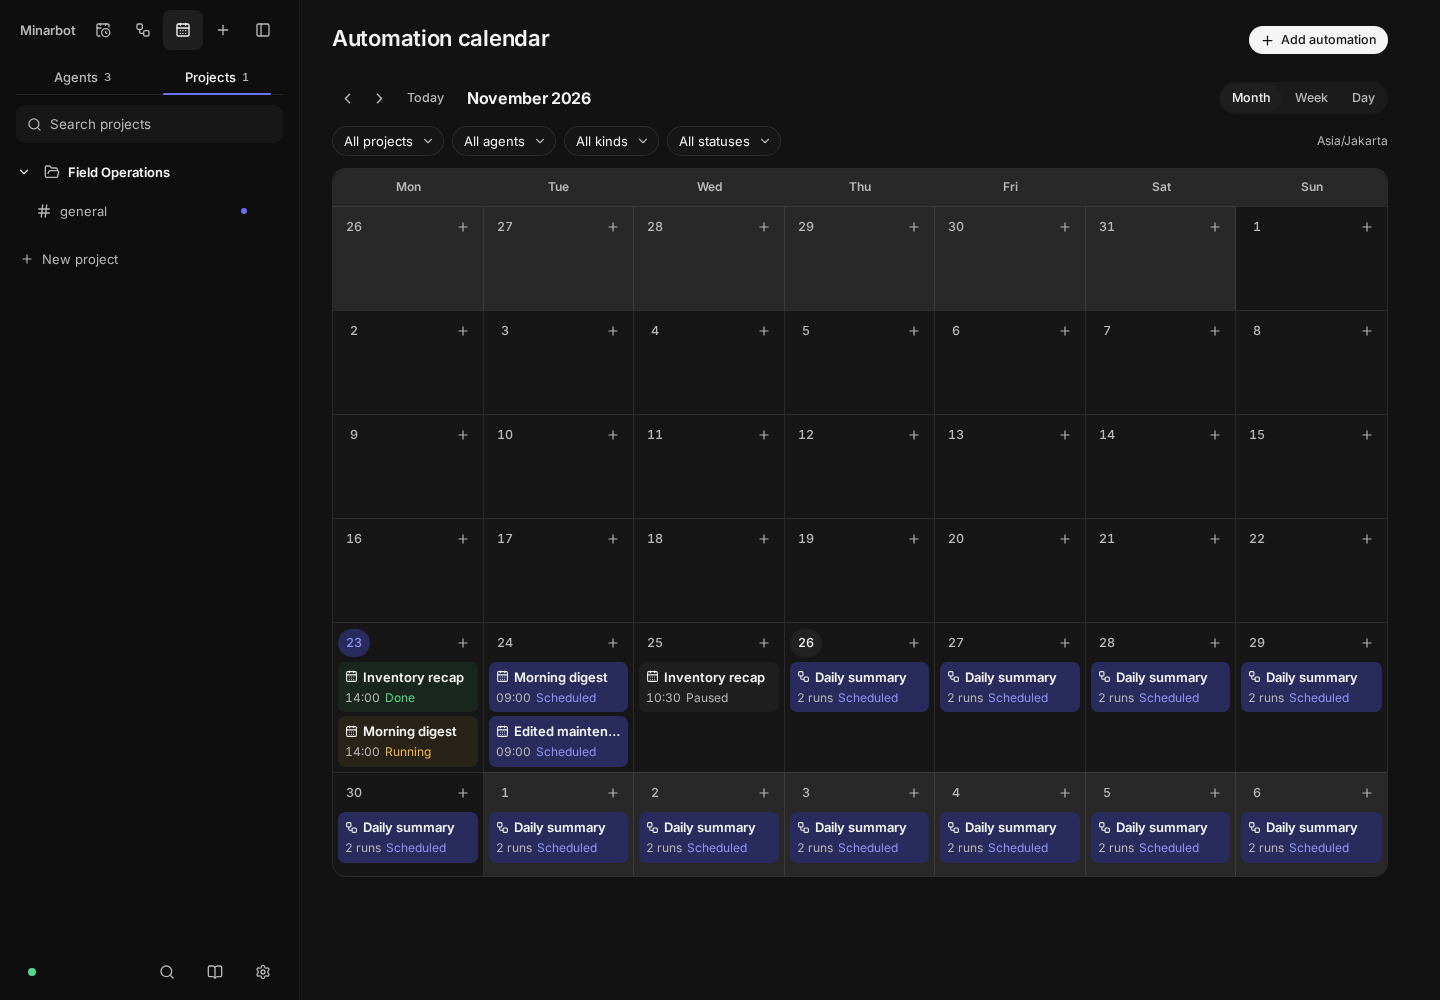 Minarbot
Agents 3
Projects 1
Search projects
Field Operations
general
New project
Automation calendar
Add automation
Today
November 2026
Month
Week
Day
All projects
All agents
All kinds
All statuses
Asia/Jakarta
Mon Tue Wed Thu Fri Sat Sun
26 27 28 29 30 31 1
2 3 4 5 6 7 8
9 10 11 12 13 14 15
16 17 18 19 20 21 22
23 24 25 26 27 28 29
Inventory recap Morning digest Inventory recap Daily summary Daily summary Daily summary Daily summary
14:00 Done 09:00 Scheduled 10:30 Paused 2 runs Scheduled 2 runs Scheduled 2 runs Scheduled 2 runs Scheduled
Morning digest Edited mainten...
14:00 Running 09:00 Scheduled
30 1 2 3 4 5 6
Daily summary Daily summary Daily summary Daily summary Daily summary Daily summary Daily summary
2 runs Scheduled 2 runs Scheduled 2 runs Scheduled 2 runs Scheduled 2 runs Scheduled 2 runs Scheduled 2 runs Scheduled